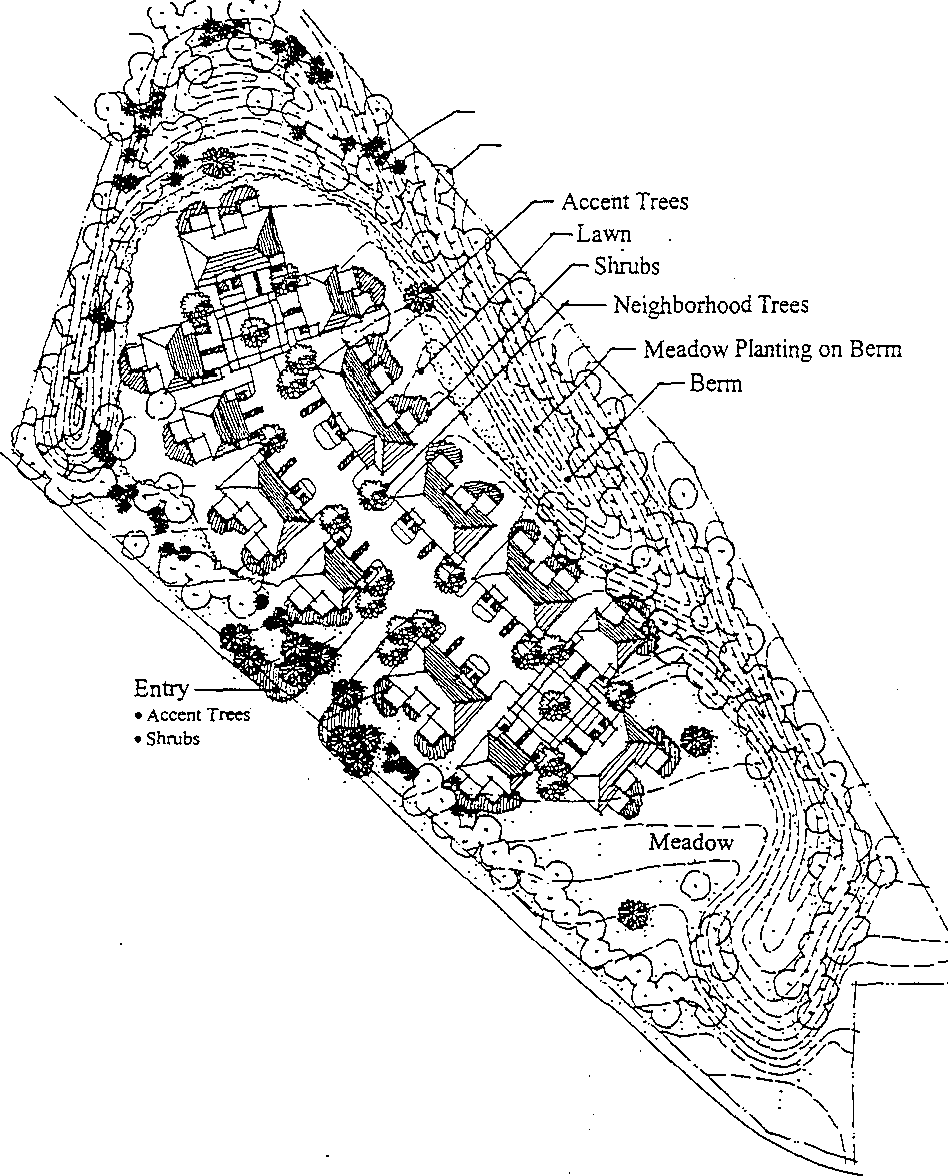 Accent Trees
Lawn
Shrubs
Neighborhood Trees
Meadow Planting on Berm
Berm
Entry
• Accent Trees
• Shrubs
Meadow